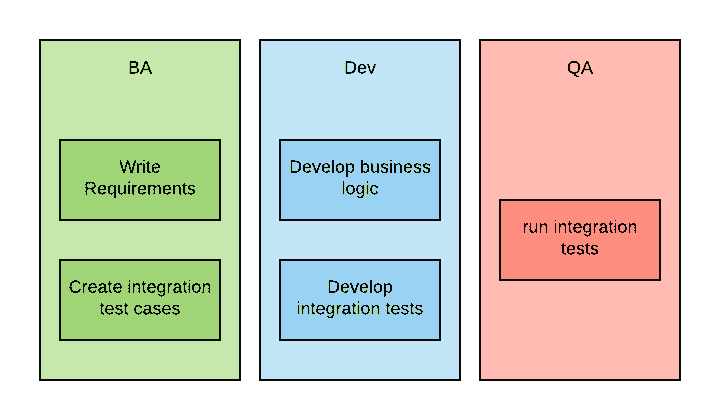 BA
Write
Requirements
Create integration
test cases
Dev
Develop business
logic
Develop
integration tests
QA
run integration
tests